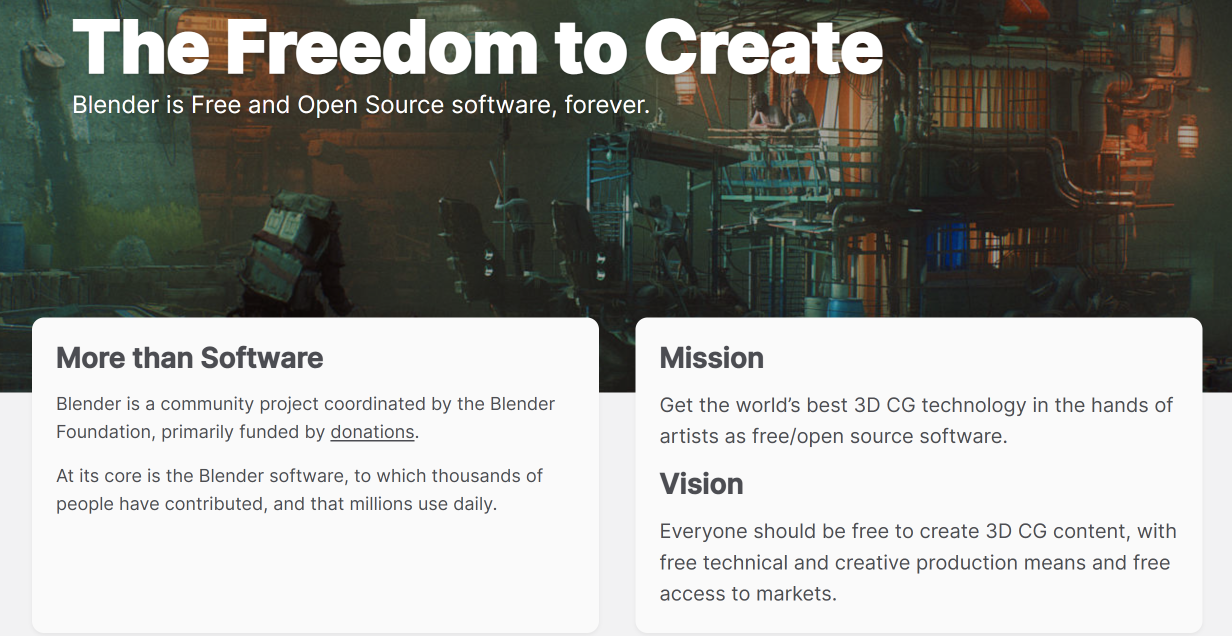 The Freedom to Create
Blender is Free and Open Source software, forever.
More than Software
Blender is a community project coordinated by the Blender
Foundation, primarily funded by donations.
At its core is the Blender software, to which thousands of
people have contributed, and that millions use daily.
Mission
Get the world’s best 3D CG technology in the hands of
artists as free/open source software.
Vision
Everyone should be free to create 3D CG content, with
free technical and creative production means and free
access to markets.